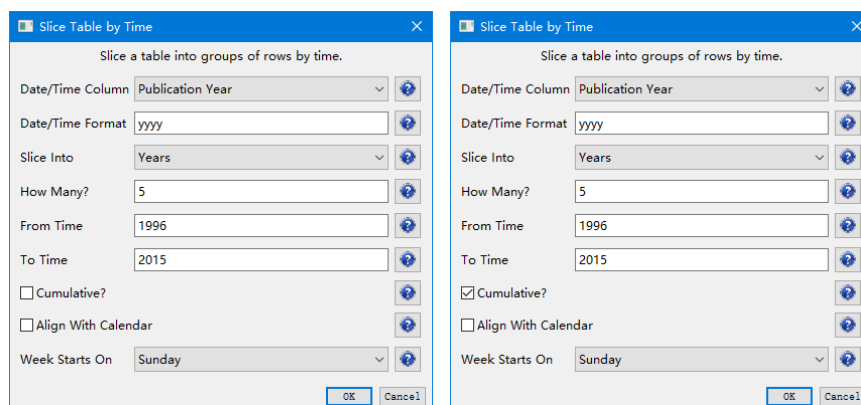 Slice Table by Time
Slice a table into groups of rows by time.
Date/Time Column Publication Year
Date/Time Format yyyy
Slice Into Years
How Many? 5
From Time 1996
To Time 2015
Cumulative?
Align With Calendar
Week Starts On Sunday
OK Cancel
Slice Table by Time
Slice a table into groups of rows by time.
Date/Time Column Publication Year
Date/Time Format yyyy
Slice Into Years
How Many? 5
From Time 1996
To Time 2015
Cumulative?
Align With Calendar
Week Starts On Sunday
OK Cancel